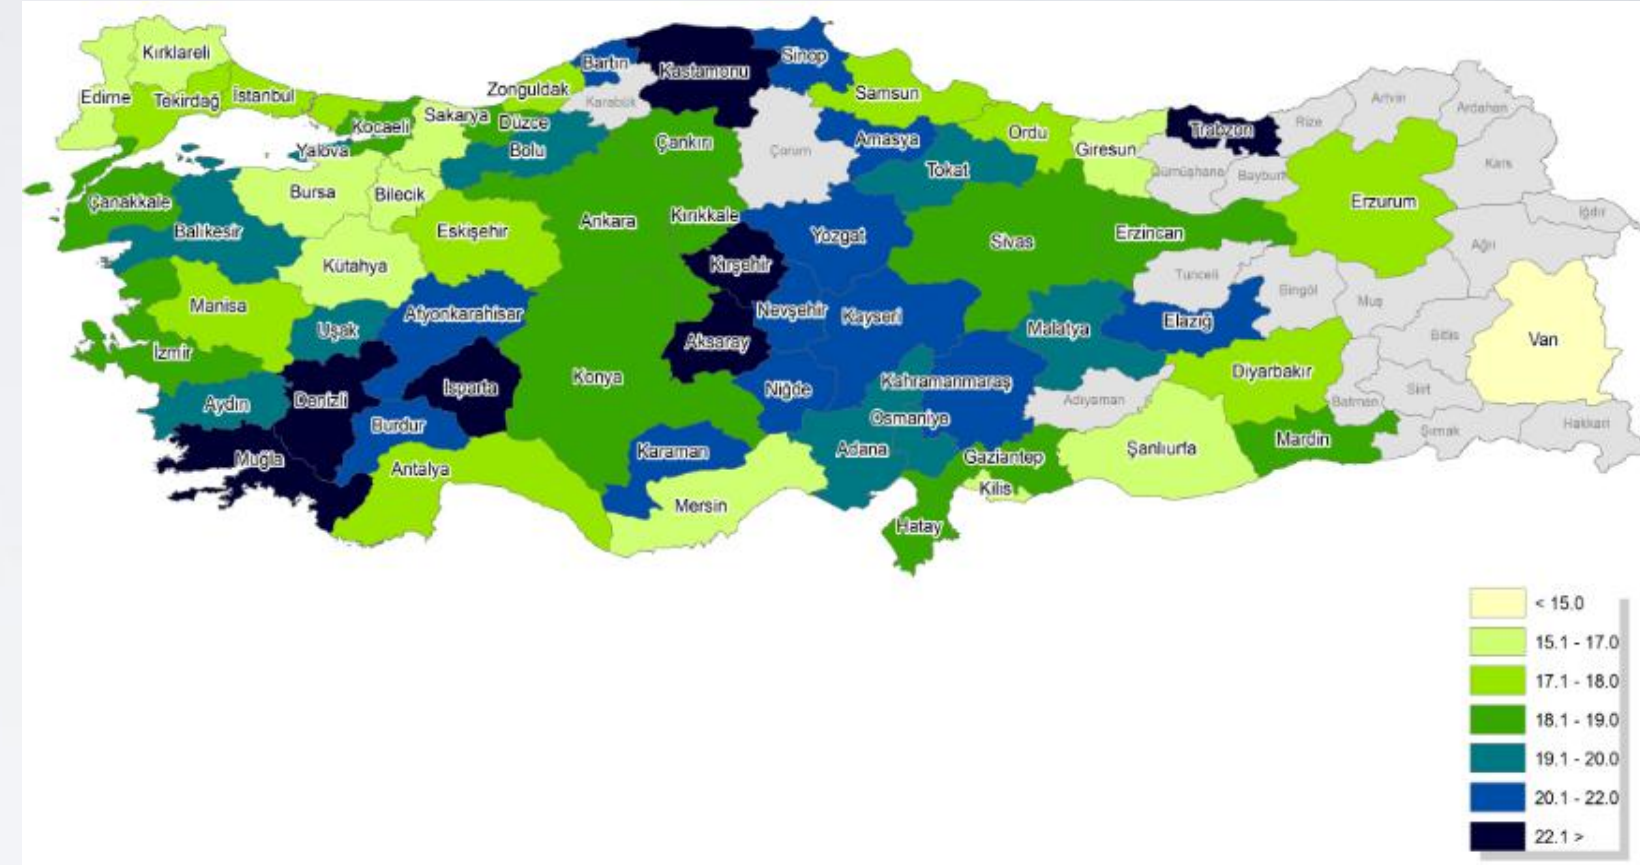 Kırklareli
Edirne
Tekirdağ
İstanbul
Kocaeli
Yalova
Sakarya
Düzce
Bolu
Zonguldak
Bartın
Karabük
Kastamonu
Sinop
Çankırı
Çorum
Samsun
Amasya
Tokat
Ordu
Giresun
Trabzon
Gümüşhane
Bayburt
Rize
Artvin
Ardahan
Kars
Iğdır
Ağrı
Erzurum
Erzincan
Sivas
Yozgat
Kırıkkale
Ankara
Eskişehir
Bilecik
Bursa
Çanakkale
Balıkesir
Kütahya
Manisa
Uşak
Afyonkarahisar
İzmir
Aydın
Denizli
Isparta
Burdur
Muğla
Antalya
Konya
Kırşehir
Nevşehir
Aksaray
Kayseri
Niğde
Karaman
Mersin
Adana
Osmaniye
Kahramanmaraş
Malatya
Elazığ
Tunceli
Bingöl
Muş
Bitlis
Van
Hakkari
Şırnak
Siirt
Batman
Diyarbakır
Mardin
Şanlıurfa
Adıyaman
Gaziantep
Kilis
Hatay
< 15.0
15.1 - 17.0
17.1 - 18.0
18.1 - 19.0
19.1 - 20.0
20.1 - 22.0
22.1 >